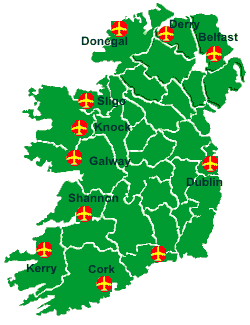 Derry
Belfast
Donegal
Sligo
Knock
Galway
Dublin
Shannon
Kerry
Cork